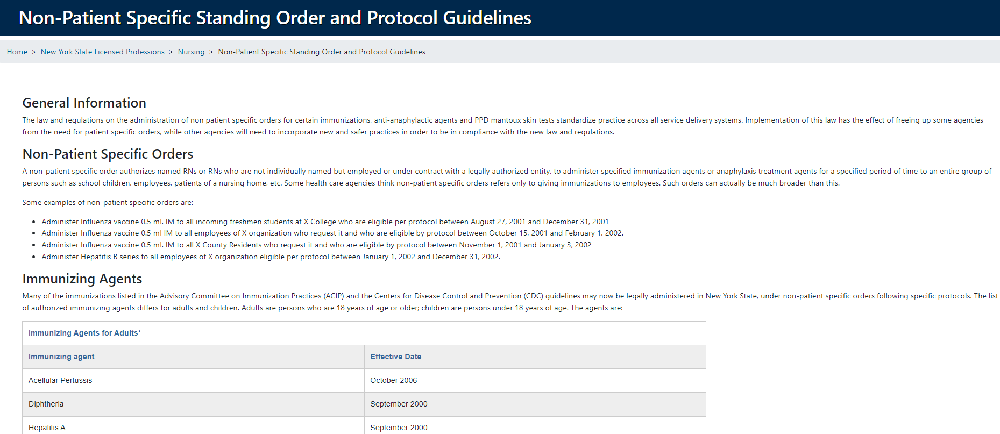 Non-Patient Specific Standing Order and Protocol Guidelines
Home > New York State Licensed Professions > Nursing > Non-Patient Specific Standing Order and Protocol Guidelines
General Information
The law and regulations on the administration of non patient specific orders for certain immunizations, anti-anaphylactic agents and PPD mantoux skin tests standardize practice across all service delivery systems. Implementation of this law has the effect of freeing up some agencies
from the need for patient specific orders, while other agencies will need to incorporate new and safer practices in order to be in compliance with the new law and regulations.
Non-Patient Specific Orders
A non-patient specific order authorizes named RNs or RNs who are not individually named but employed or under contract with a legally authorized entity, to administer specified immunization agents or anaphylaxis treatment agents for a specified period of time to an entire group of
persons such as school children, employees, patients of a nursing home, etc. Some health care agencies think non-patient specific orders refers only to giving immunizations to employees. Such orders can actually be much broader than this.
Some examples of non-patient specific orders are:
• Administer Influenza vaccine 0.5 ml. IM to all incoming freshmen students at X College who are eligible per protocol between August 27, 2001 and December 31, 2001
• Administer Influenza vaccine 0.5 ml IM to all employees of X organization who request it and who are eligible by protocol between October 15, 2001 and February 1, 2002.
• Administer Influenza vaccine 0.5 ml. IM to all X County Residents who request it and who are eligible by protocol between November 1, 2001 and January 3, 2002
• Administer Hepatitis B series to all employees of X organization eligible per protocol between January 1, 2002 and December 31, 2002.
Immunizing Agents
Many of the immunizations listed in the Advisory Committee on Immunization Practices (ACIP) and the Centers for Disease Control and Prevention (CDC) guidelines may now be legally administered in New York State, under non-patient specific orders following specific protocols. The list
of authorized immunizing agents differs for adults and children. Adults are persons who are 18 years of age or older; children are persons under 18 years of age. The agents are:
Immunizing Agents for Adults*
Immunizing agent Effective Date
Acellular Pertussis October 2006
Diphtheria September 2000
Hepatitis A September 2000